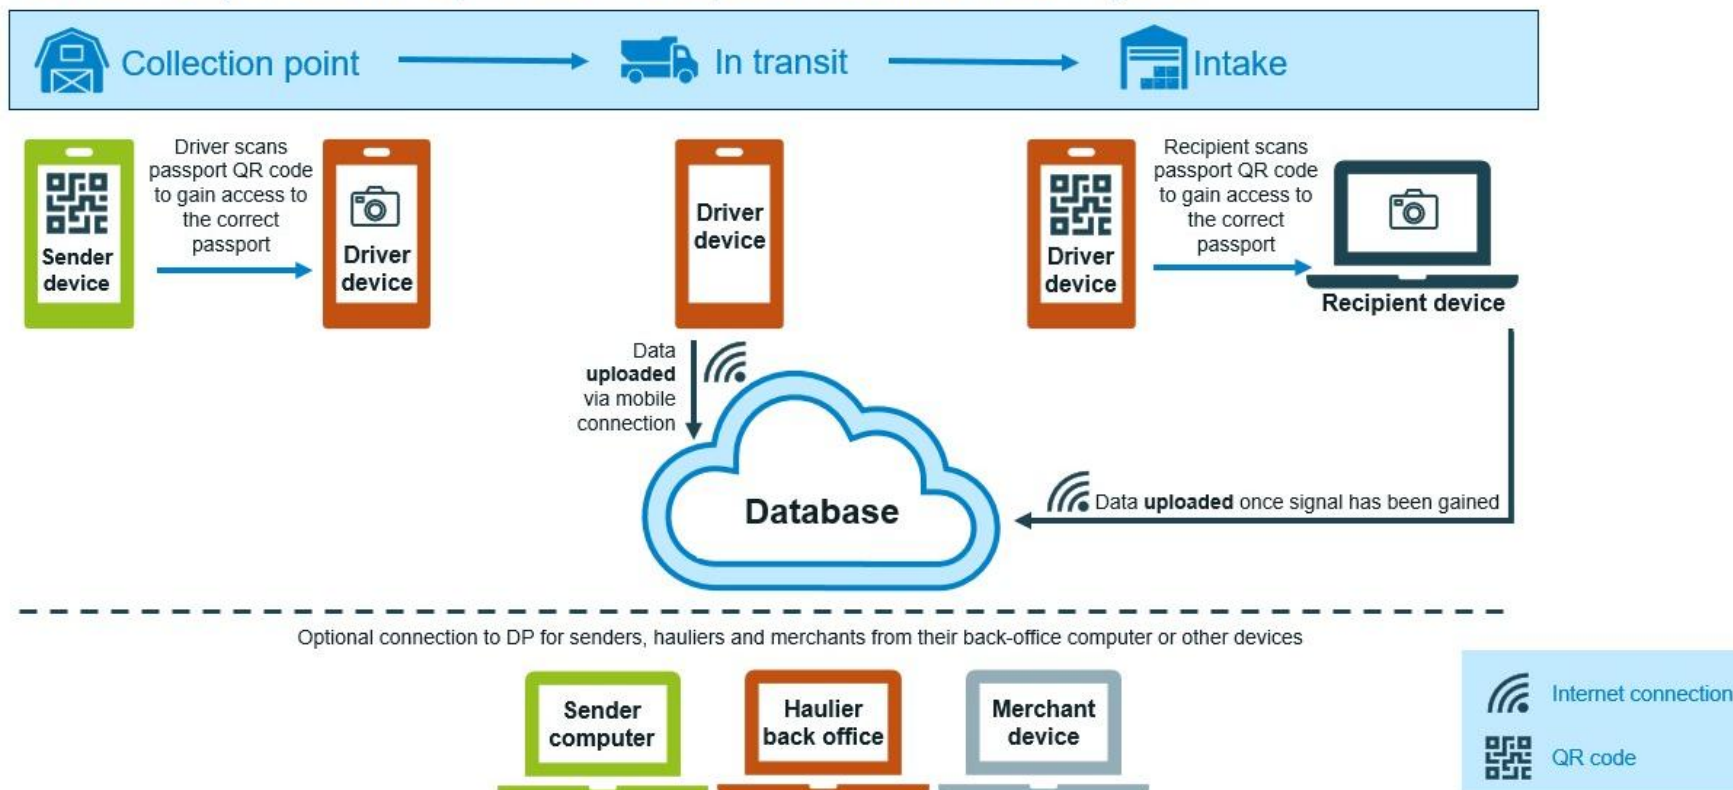 Collection point
In transit
Intake
Driver scans
passport QR code
to gain access to
the correct
passport
Sender
device
Driver
device
Driver
device
Recipient scans
passport QR code
to gain access to
the correct
passport
Driver
device
Recipient device
Data
uploaded
via mobile
connection
Database
Data uploaded once signal has been gained
Optional connection to DP for senders, hauliers and merchants from their back-office computer or other devices
Sender
computer
Haulier
back office
Merchant
device
Internet connection
QR code